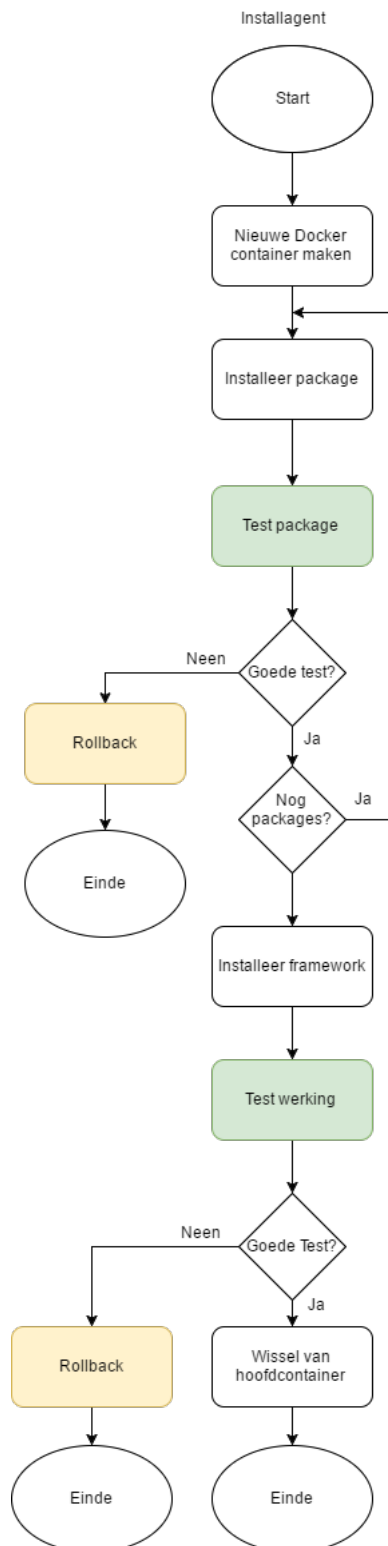 Installagent
Start
Nieuwe Docker
container maken
Installeer package
Test package
Neen
Goede test?
Rollback
Ja
Nog
packages?
Ja
Einde
Installeer framework
Test werking
Neen
Goede Test?
Ja
Rollback
Wissel van
hoofdcontainer
Einde
Einde